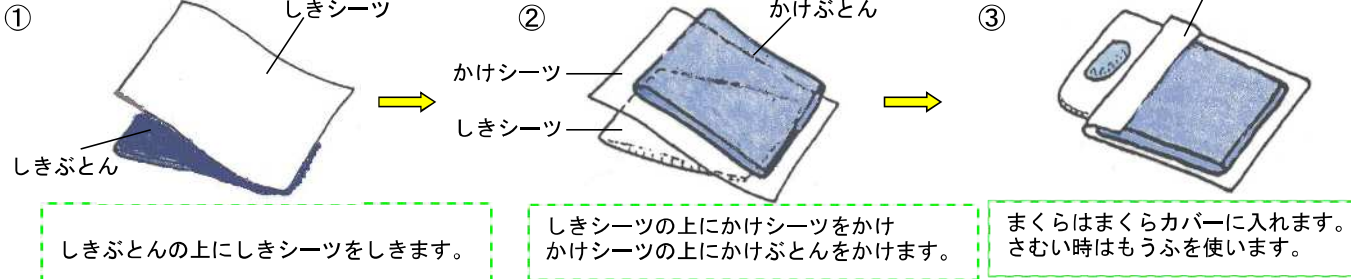 ①
しきシーツ
しきぶとん
しきぶとんの上にしきシーツをしきます。
②
かけぶとん
かけシーツ
しきシーツ
しきシーツの上にかけシーツをかけ
かけシーツの上にかけぶとんをかけます。
③
まくらはまくらカバーに入れます。
さむい時はもうふを使います。